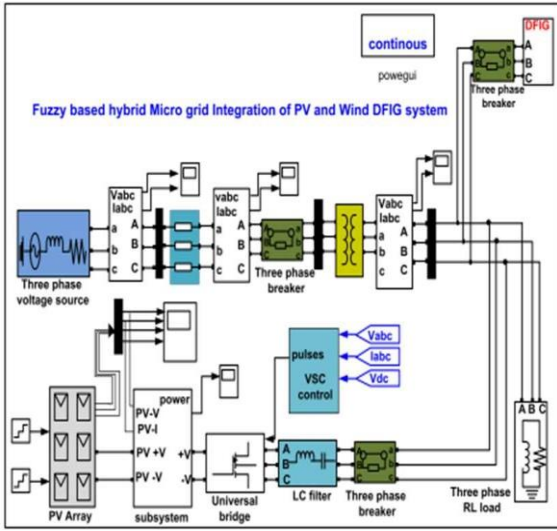 DFIG
A a
B b
C c
A
B
C
Three phase
breaker
continous
powegui
Fuzzy based hybrid Micro grid Integration of PV and Wind DFIG system
Vabc
Iabc
a A
b B
c C
Vabc
Iabc
A
B
C
Three phase
breaker
Vabc
Iabc
a A
b B
c C
Three phase
voltage source
pulses
VSC
control
Vabc
Iabc
Vdc
power
PV-V
PV-I
PV +V
PV -V
+V
-V
PV Array
subsystem
Universal
bridge
A
B
C
LC filter
Three phase
breaker
A B C
Three phase
RL load